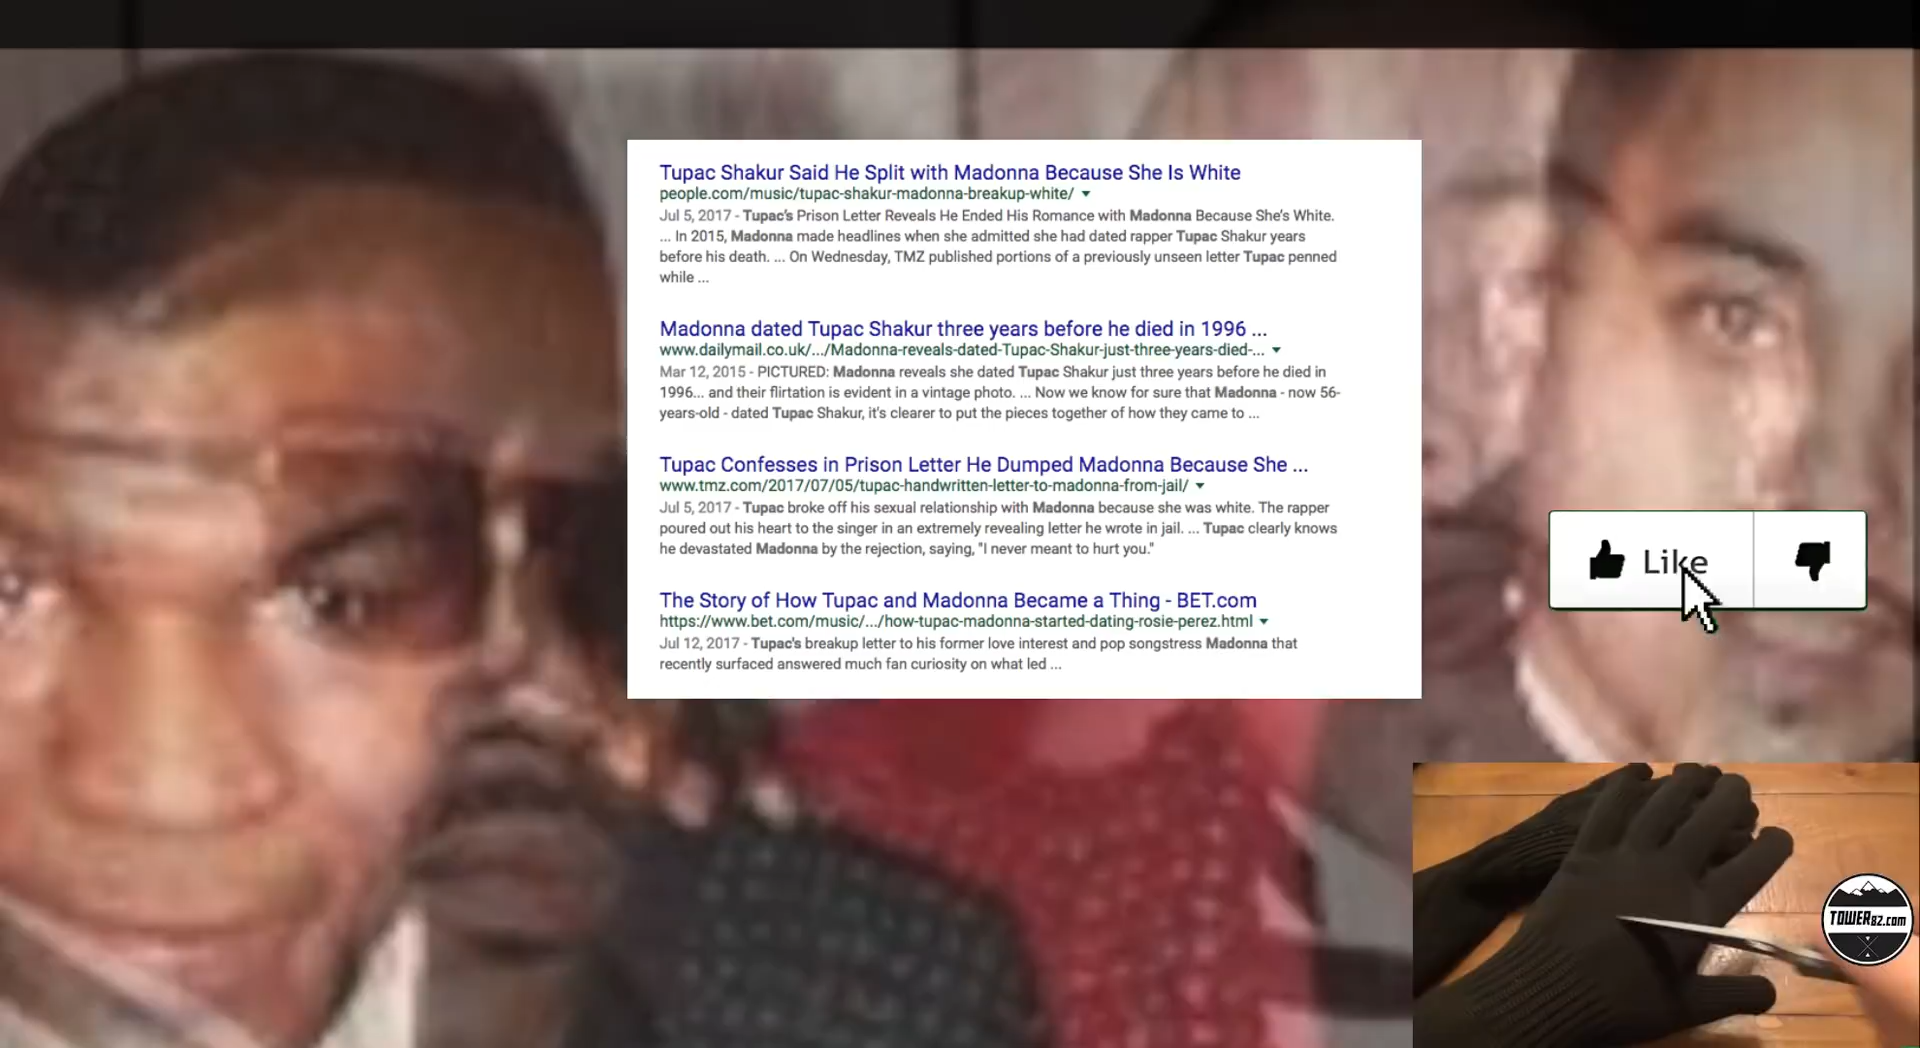 Tupac Shakur Said He Split with Madonna Because She Is White
people.com/music/tupac-shakur-madonna-breakup-white/
Jul 5, 2017 - Tupac's Prison Letter Reveals He Ended His Romance with Madonna Because She's White.
... In 2015, Madonna made headlines when she admitted she had dated rapper Tupac Shakur years
before his death. ... On Wednesday, TMZ published portions of a previously unseen letter Tupac penned
while ...
Madonna dated Tupac Shakur three years before he died in 1996 ...
www.dailymail.co.uk/.../Madonna-reveals-dated-Tupac-Shakur-just-three-years-died-...
Mar 12, 2015 - PICTURED: Madonna reveals she dated Tupac Shakur just three years before he died in
1996... and their flirtation is evident in a vintage photo. ... Now we know for sure that Madonna - now 56-
years-old - dated Tupac Shakur, it's clearer to put the pieces together of how they came to ...
Tupac Confesses in Prison Letter He Dumped Madonna Because She ...
www.tmz.com/2017/07/05/tupac-handwritten-letter-to-madonna-from-jail/
Jul 5, 2017 - Tupac broke off his sexual relationship with Madonna because she was white. The rapper
poured out his heart to the singer in an extremely revealing letter he wrote in jail. ... Tupac clearly knows
he devastated Madonna by the rejection, saying, "I never meant to hurt you."
The Story of How Tupac and Madonna Became a Thing - BET.com
https://www.bet.com/music/.../how-tupac-madonna-started-dating-rosie-perez.html
Jul 12, 2017 - Tupac's breakup letter to his former love interest and pop songstress Madonna that
recently surfaced answered much fan curiosity on what led ...
Like
TOWER82.com